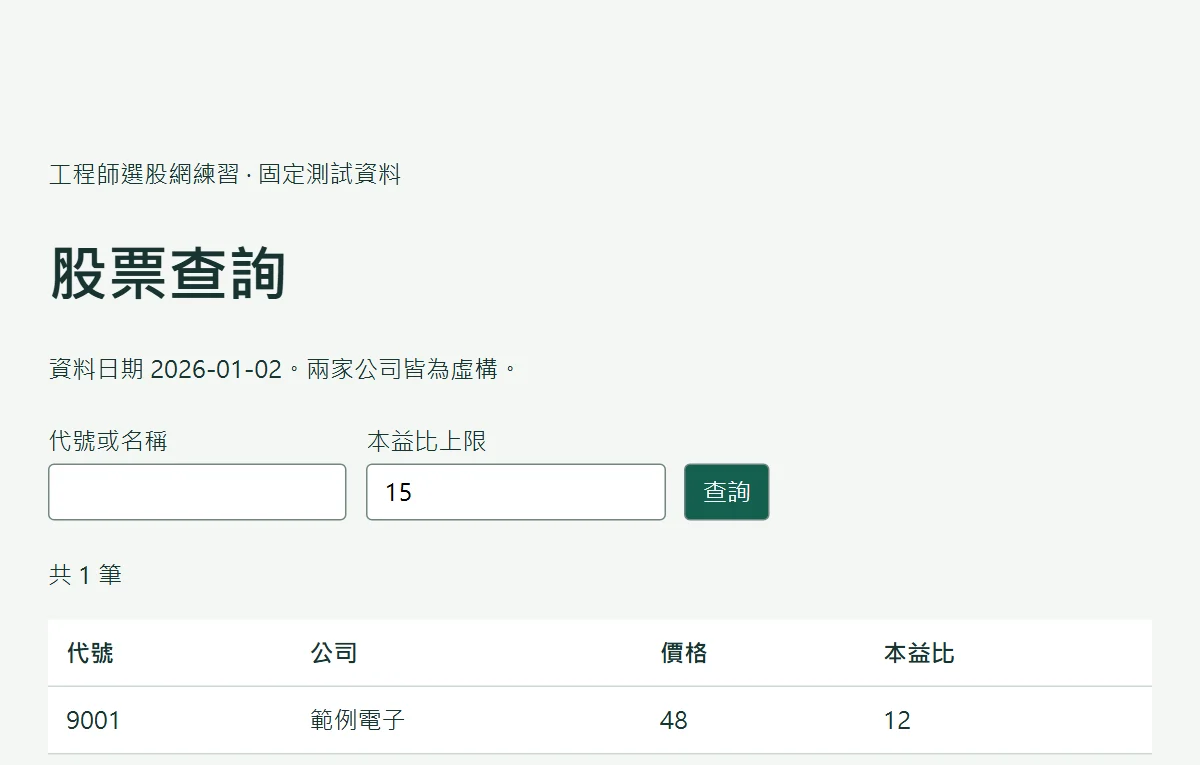 工程師選股網練習 · 固定測試資料
股票查詢
資料日期 2026-01-02。兩家公司皆為虛構。
代號或名稱 本益比上限
15 查詢
共 1 筆
代號 公司 價格 本益比
9001 範例電子 48 12